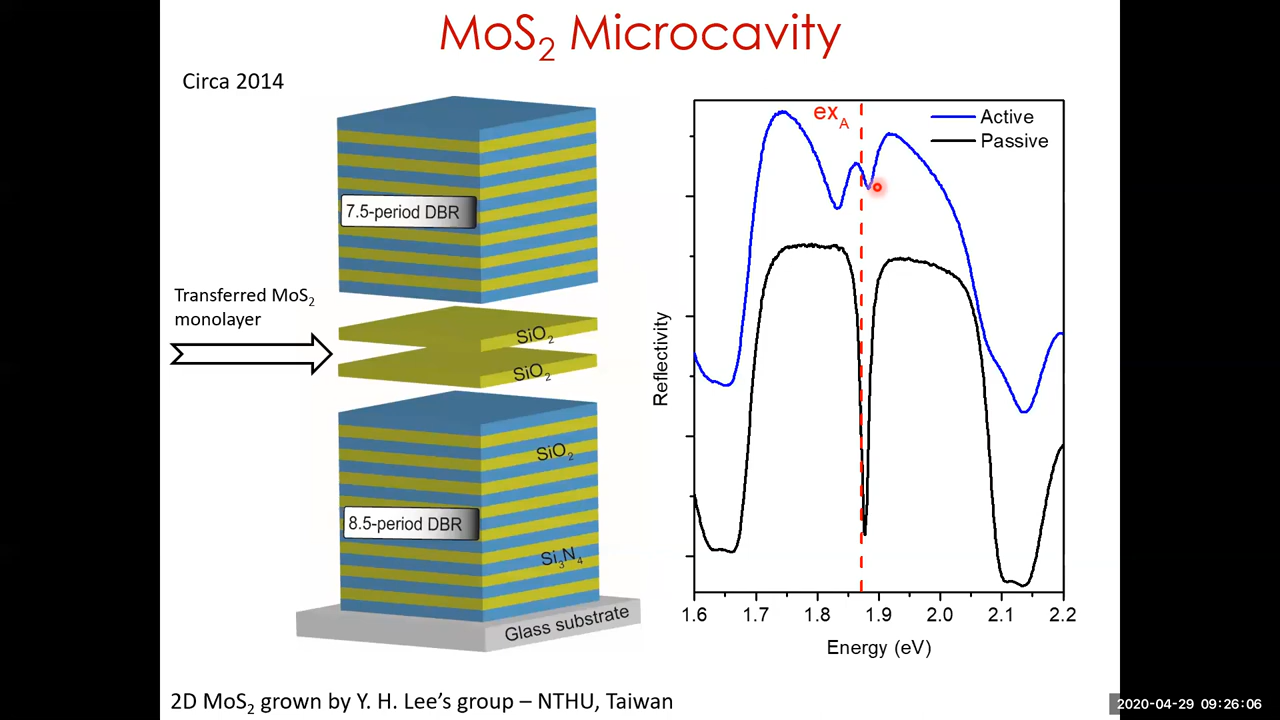 MoS₂ Microcavity
Circa 2014
7.5-period DBR
Transferred MoS₂
monolayer
SiO₂
SiO₂
SiO₂
8.5-period DBR
Si₃N₄
Glass substrate
ex_A
Active
Passive
Reflectivity
1.6 1.7 1.8 1.9 2.0 2.1 2.2
Energy (eV)
2D MoS₂ grown by Y. H. Lee’s group – NTHU, Taiwan
2020-04-29 09:26:06